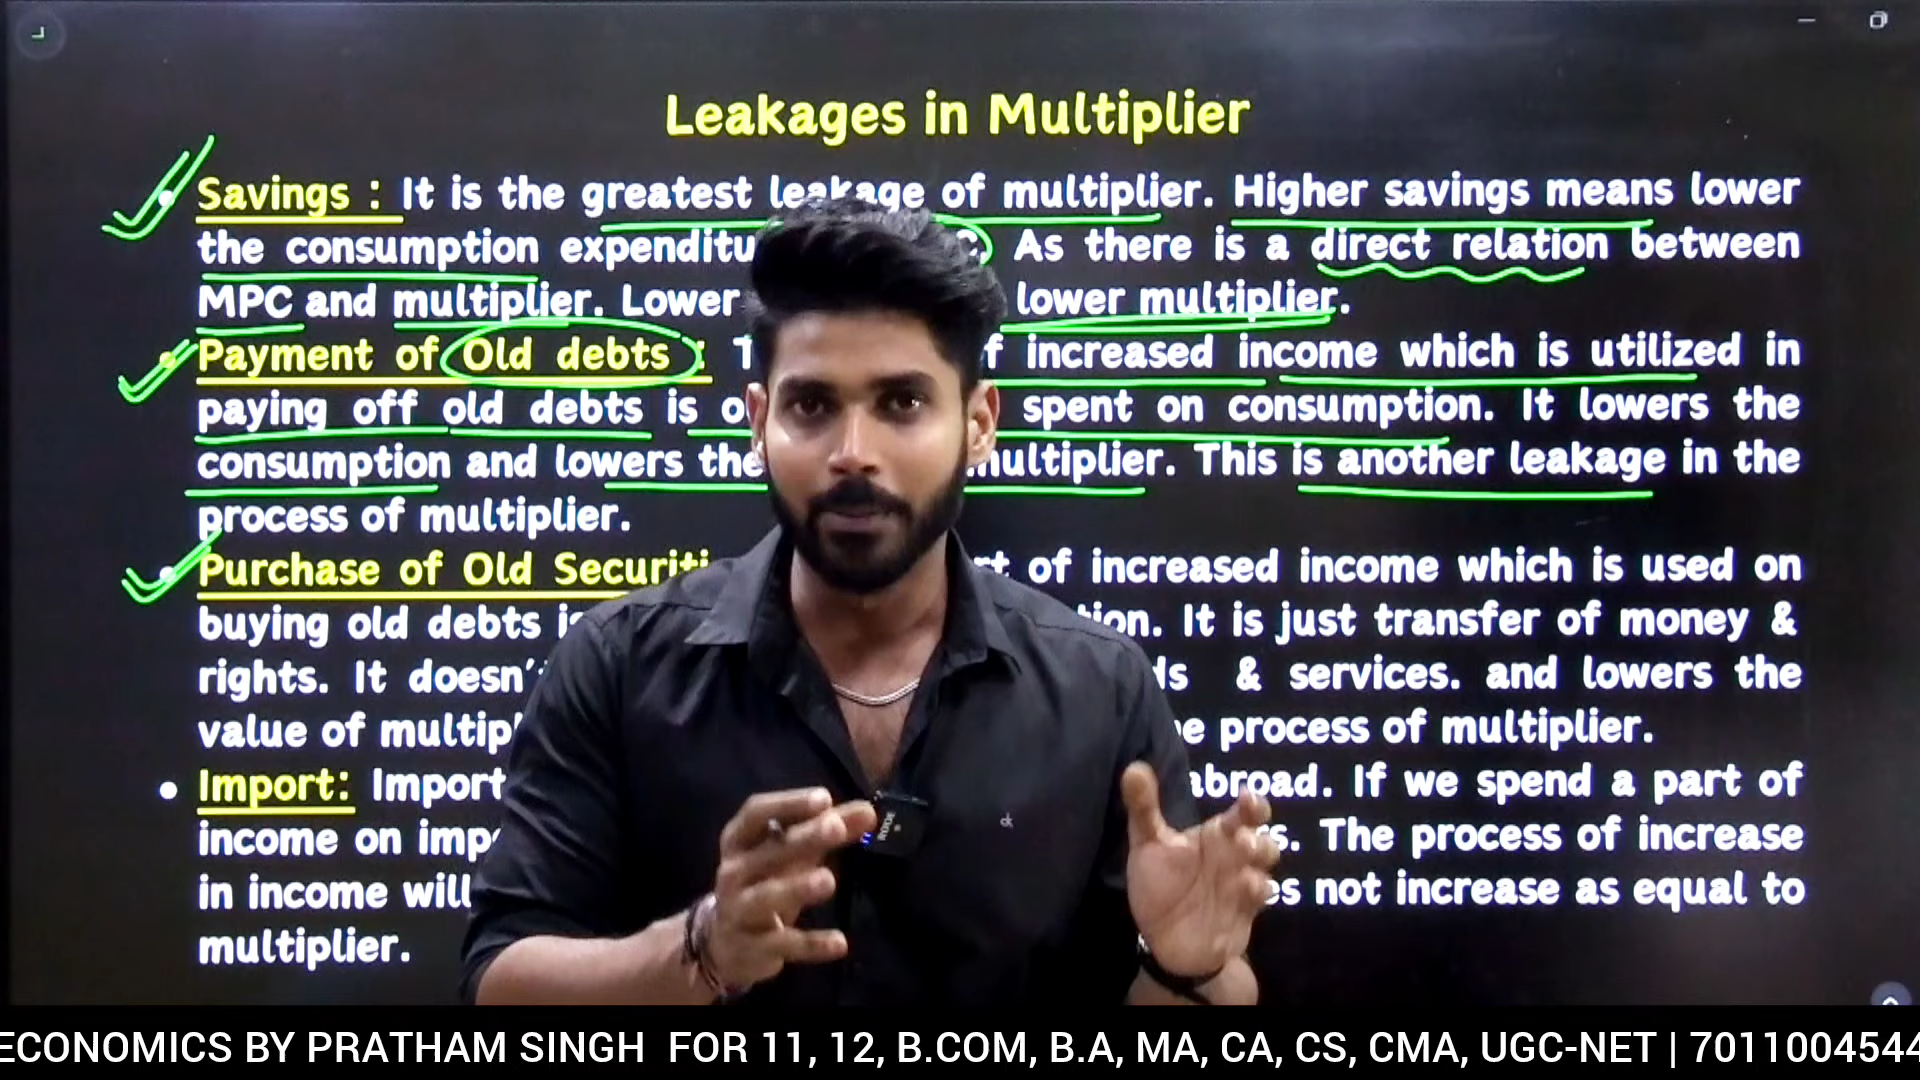 Leakages in Multiplier
Savings : It is the greatest leakage of multiplier. Higher savings means lower
the consumption expenditu As there is a direct relation between
MPC and multiplier. Lower lower multiplier.
Payment of Old debts : of increased income which is utilized in
paying off old debts is spent on consumption. It lowers the
consumption and lowers the multiplier. This is another leakage in the
process of multiplier.
Purchase of Old Securiti of increased income which is used on
buying old debts is It is just transfer of money &
rights. It doesn't & services. and lowers the
value of multipl process of multiplier.
Import: Import abroad. If we spend a part of
income on imp The process of increase
in income will not increase as equal to
multiplier.
RODE
ECONOMICS BY PRATHAM SINGH FOR 11, 12, B.COM, B.A, MA, CA, CS, CMA, UGC-NET | 7011004544